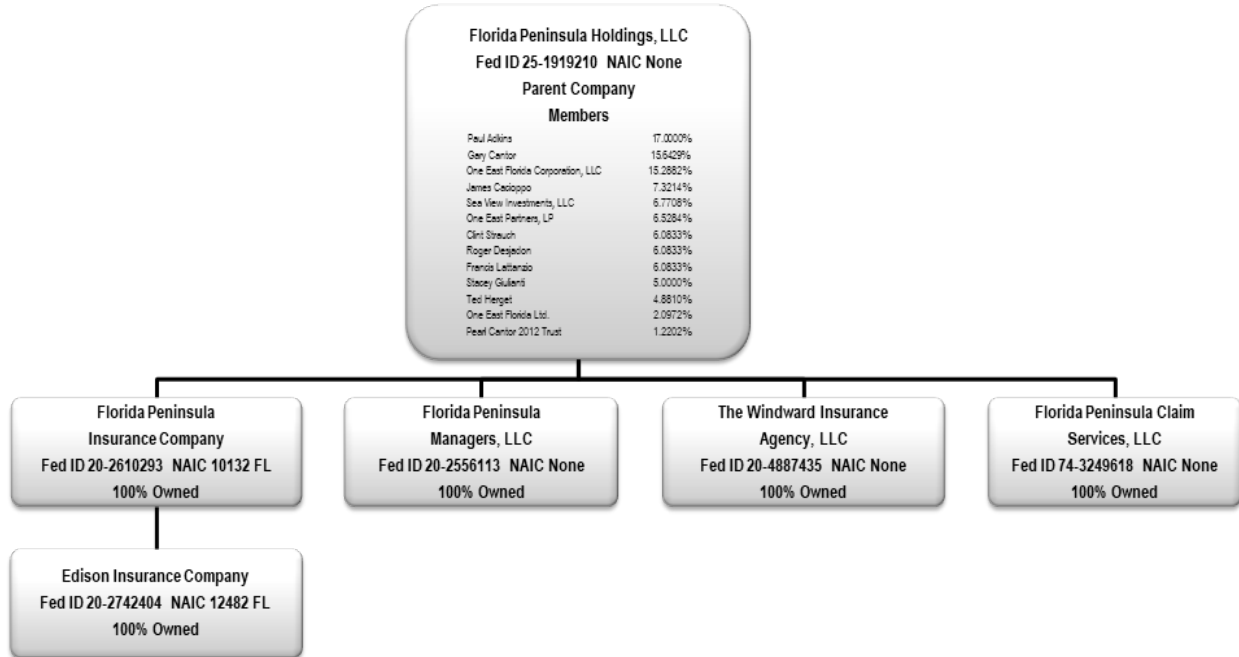 Florida Peninsula Holdings, LLC
Fed ID 25-1919210 NAIC None
Parent Company
Members
Paul Adkins 17.0000%
Gary Cantor 15.6429%
One East Florida Corporation, LLC 15.2882%
James Cacioppo 7.3214%
Sea View Investments, LLC 6.7708%
One East Partners, LP 6.5284%
Clint Strauch 6.0833%
Roger Desjadon 6.0833%
Francis Lattanzio 6.0833%
Stacey Giulianti 5.0000%
Ted Herget 4.8810%
One East Florida Ltd. 2.0972%
Pearl Cantor 2012 Trust 1.2202%
Florida Peninsula
Insurance Company
Fed ID 20-2610293 NAIC 10132 FL
100% Owned
Florida Peninsula
Managers, LLC
Fed ID 20-2556113 NAIC None
100% Owned
The Windward Insurance
Agency, LLC
Fed ID 20-4887435 NAIC None
100% Owned
Florida Peninsula Claim
Services, LLC
Fed ID 74-3249618 NAIC None
100% Owned
Edison Insurance Company
Fed ID 20-2742404 NAIC 12482 FL
100% Owned